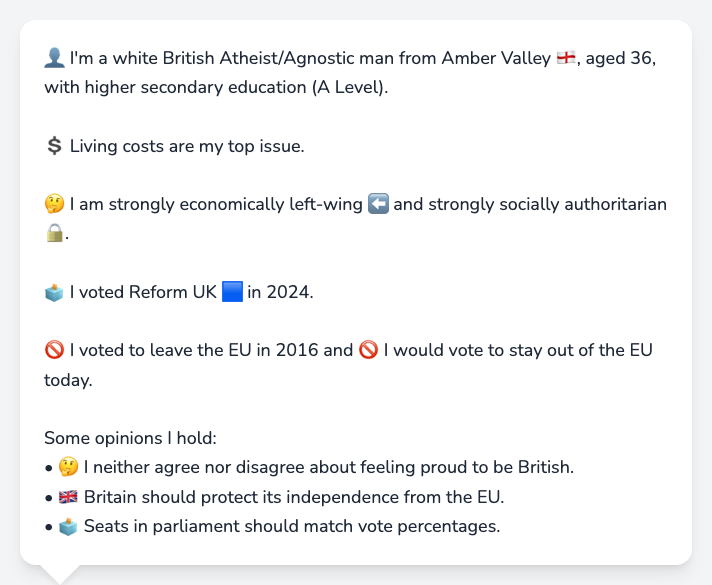 👤 I'm a white British Atheist/Agnostic man from Amber Valley 🏴󠁧󠁢󠁥󠁮󠁧󠁿, aged 36,
with higher secondary education (A Level).
💲 Living costs are my top issue.
🤔 I am strongly economically left-wing ⬅️ and strongly socially authoritarian
🔒.
🗳️ I voted Reform UK 🟦 in 2024.
🚫 I voted to leave the EU in 2016 and 🚫 I would vote to stay out of the EU
today.
Some opinions I hold:
• 🤔 I neither agree nor disagree about feeling proud to be British.
• 🇬🇧 Britain should protect its independence from the EU.
• 🗳️ Seats in parliament should match vote percentages.